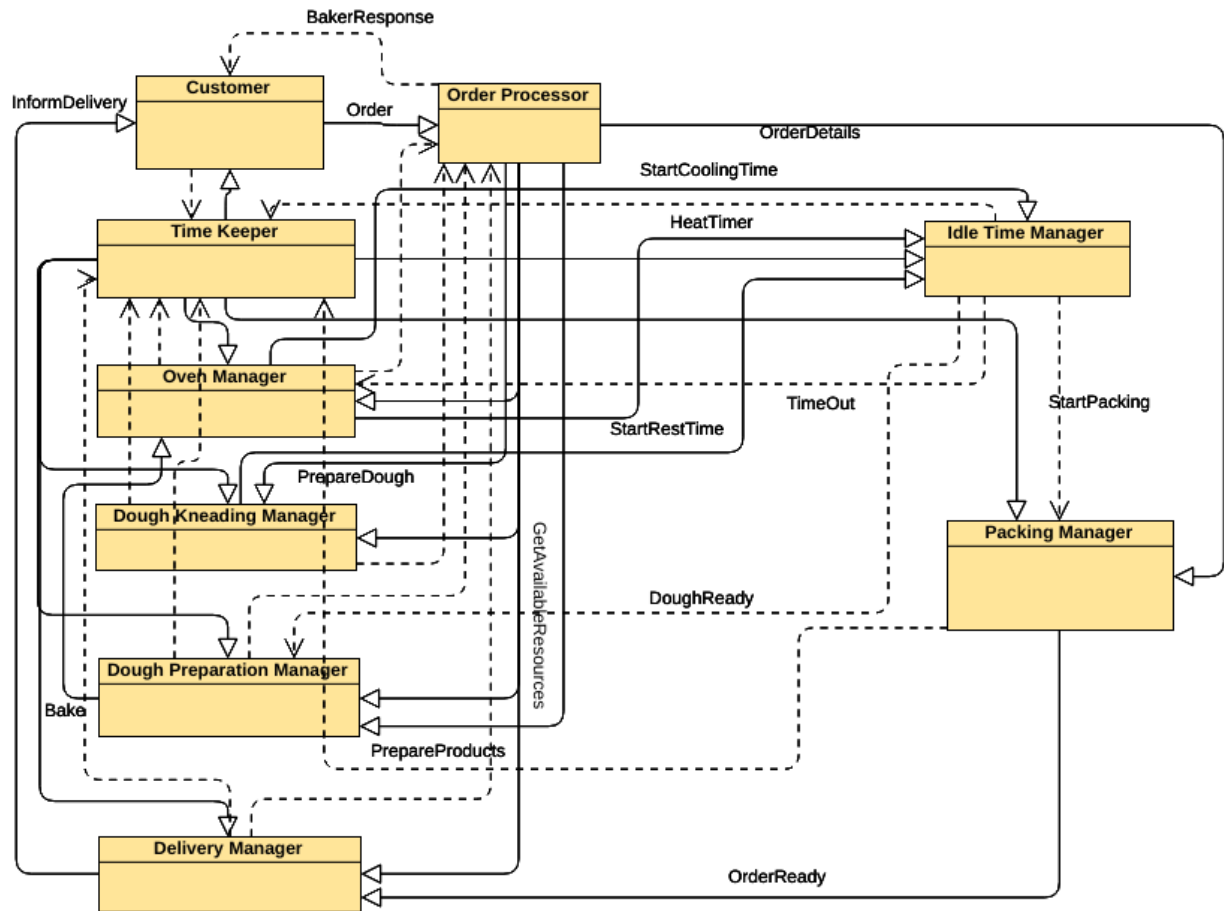 BakerResponse
Customer
Order Processor
InformDelivery
Order
OrderDetails
StartCoolingTime
Time Keeper
HeatTimer
Idle Time Manager
Oven Manager
TimeOut
StartPacking
StartRestTime
PrepareDough
Dough Kneading Manager
GetAvailableResources
Packing Manager
DoughReady
Dough Preparation Manager
Bake
PrepareProducts
Delivery Manager
OrderReady